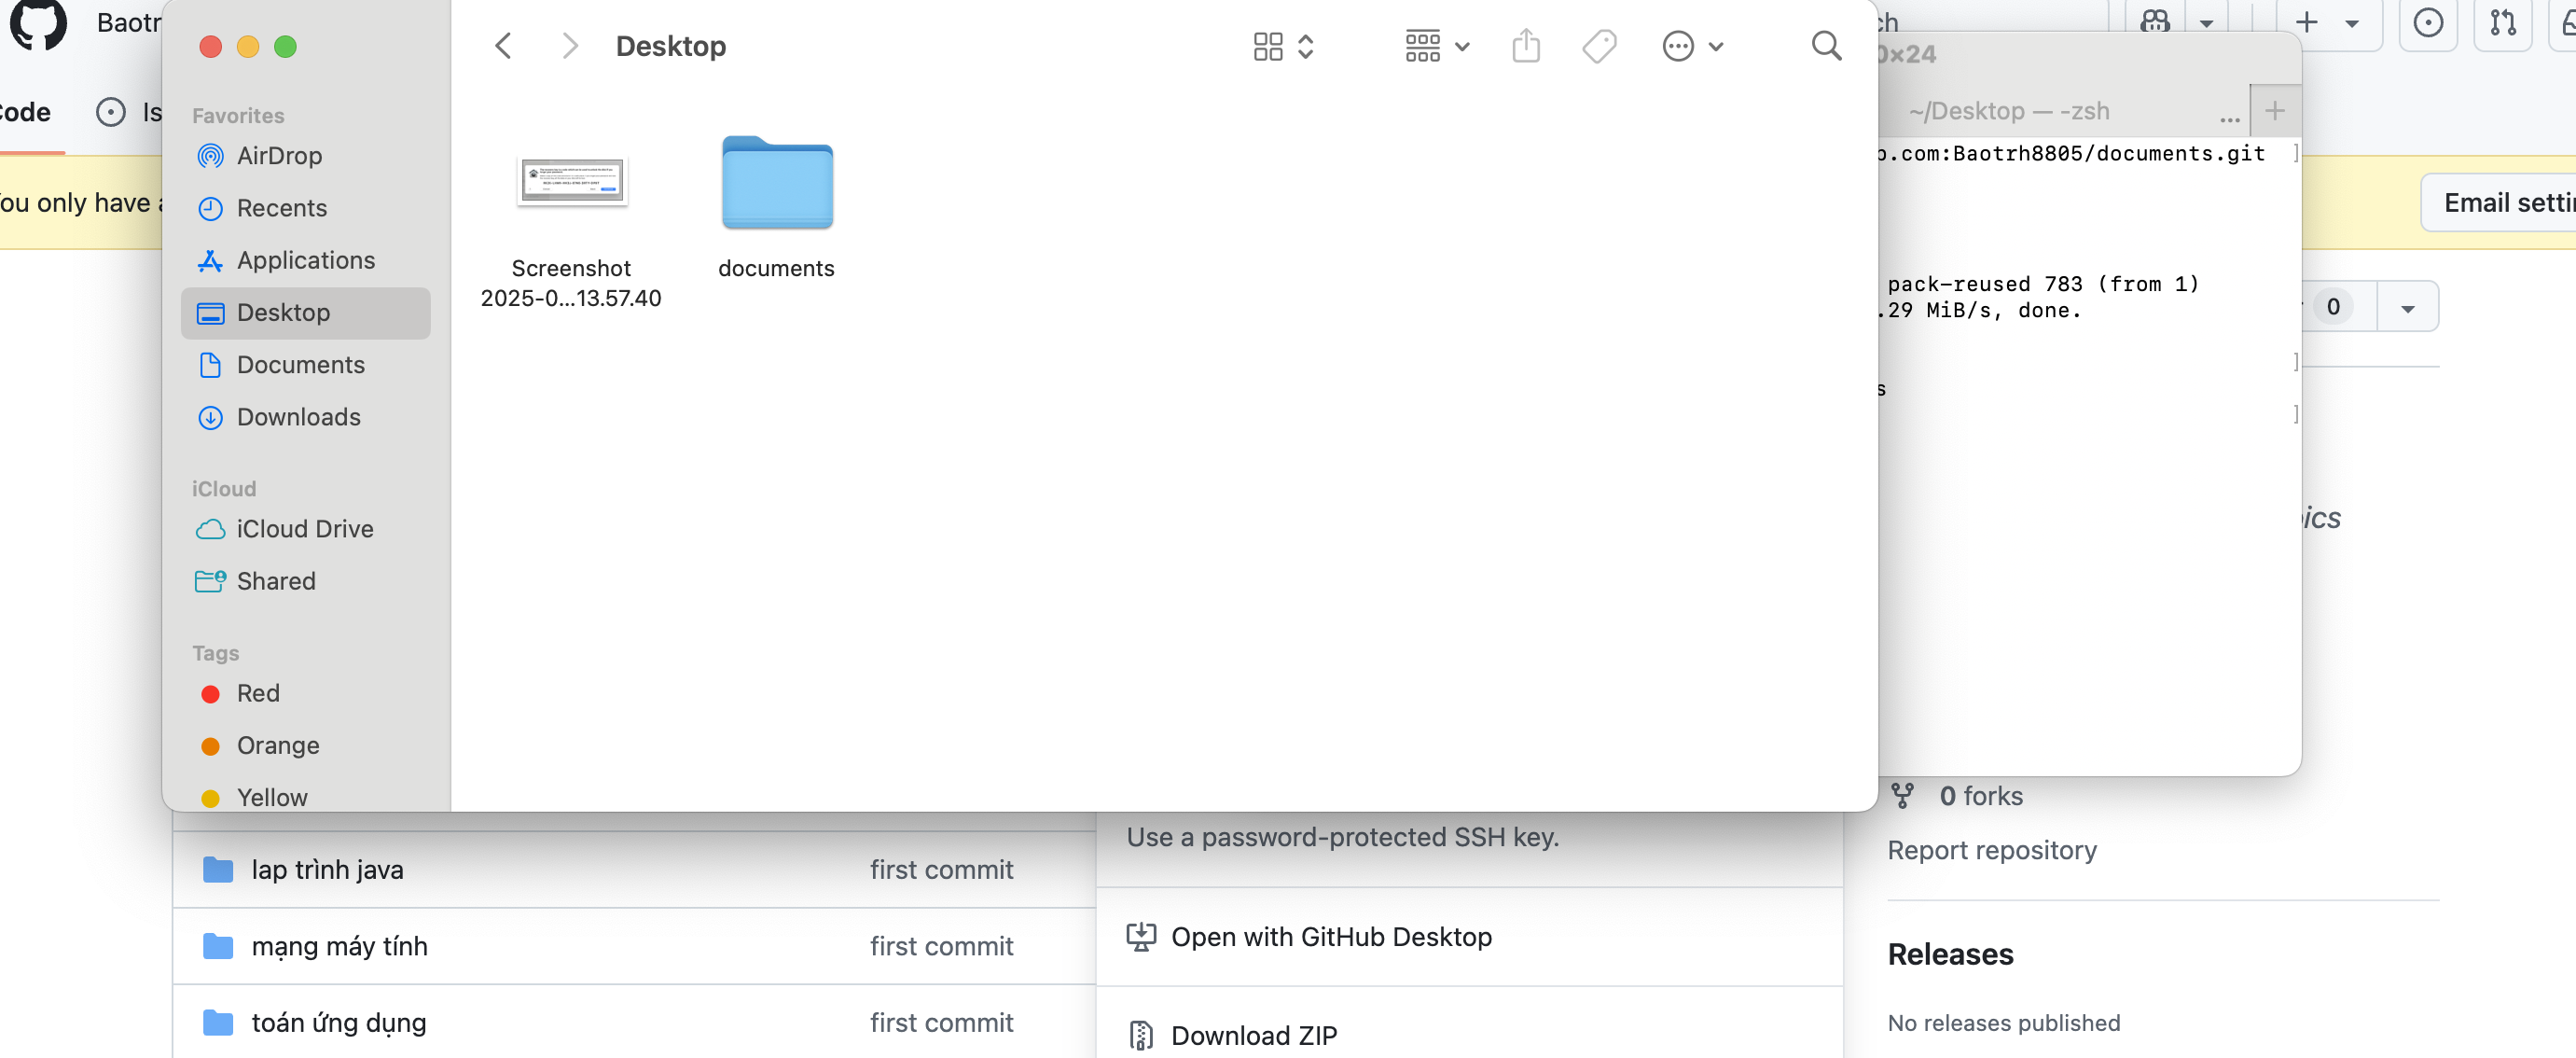 Baotr
ch
Code
Is
ou only have a
Email setti
0
ics
Desktop
Favorites
AirDrop
Recents
Applications
Desktop
Documents
Downloads
iCloud
iCloud Drive
Shared
Tags
Red
Orange
Yellow
Screenshot
2025-0...13.57.40
documents
0×24
~/Desktop — -zsh
...
b.com:Baotrh8805/documents.git ]
pack-reused 783 (from 1)
.29 MiB/s, done.
]
s
]
Use a password-protected SSH key.
Open with GitHub Desktop
Download ZIP
lap trình java first commit
mạng máy tính first commit
toán ứng dụng first commit
0 forks
Report repository
Releases
No releases published